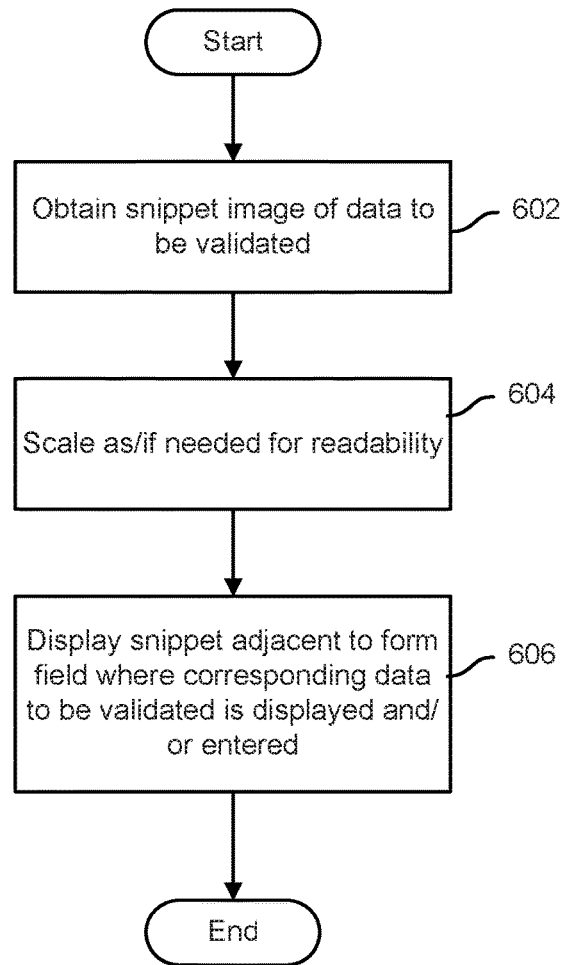 Start
Obtain snippet image of data to
be validated
602
Scale as/if needed for readability
604
Display snippet adjacent to form
field where corresponding data
to be validated is displayed and/
or entered
606
End